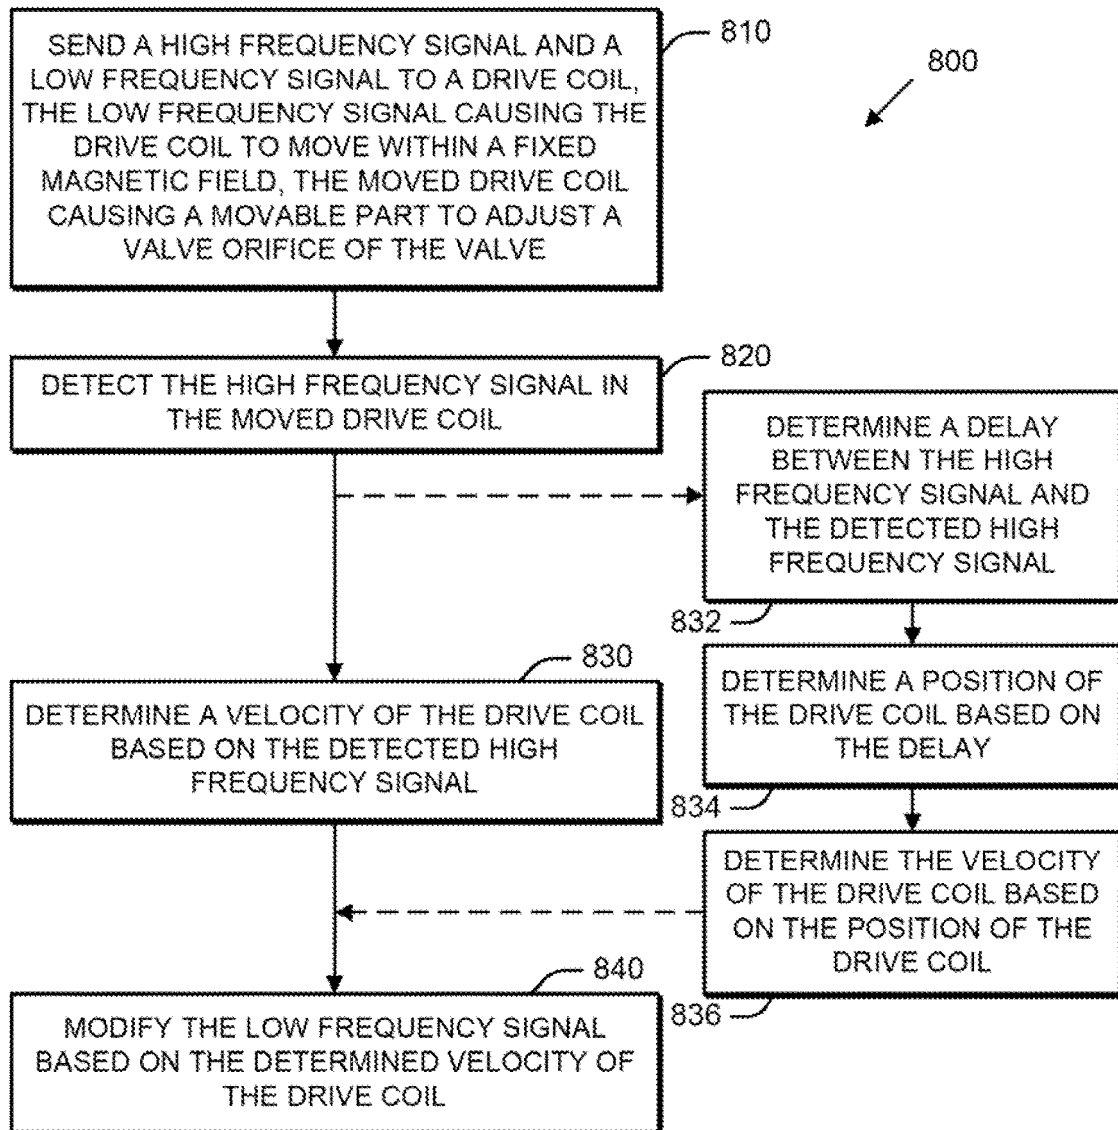 SEND A HIGH FREQUENCY SIGNAL AND A
LOW FREQUENCY SIGNAL TO A DRIVE COIL,
THE LOW FREQUENCY SIGNAL CAUSING THE
DRIVE COIL TO MOVE WITHIN A FIXED
MAGNETIC FIELD, THE MOVED DRIVE COIL
CAUSING A MOVABLE PART TO ADJUST A
VALVE ORIFICE OF THE VALVE
810
800
DETECT THE HIGH FREQUENCY SIGNAL IN
THE MOVED DRIVE COIL
820
DETERMINE A DELAY
BETWEEN THE HIGH
FREQUENCY SIGNAL AND
THE DETECTED HIGH
FREQUENCY SIGNAL
832
DETERMINE A POSITION OF
THE DRIVE COIL BASED ON
THE DELAY
834
DETERMINE THE VELOCITY
OF THE DRIVE COIL BASED
ON THE POSITION OF THE
DRIVE COIL
836
830
DETERMINE A VELOCITY OF THE DRIVE COIL
BASED ON THE DETECTED HIGH
FREQUENCY SIGNAL
840
MODIFY THE LOW FREQUENCY SIGNAL
BASED ON THE DETERMINED VELOCITY OF
THE DRIVE COIL